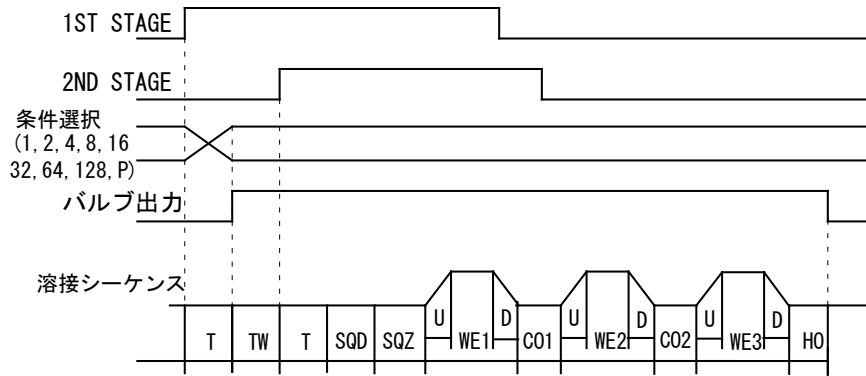 1ST STAGE
2ND STAGE
条件選択
(1,2,4,8,16
32,64,128,P)
バルブ出力
溶接シーケンス
T TW T SQD SQZ U WE1 D CO1 U WE2 D CO2 U WE3 D HO